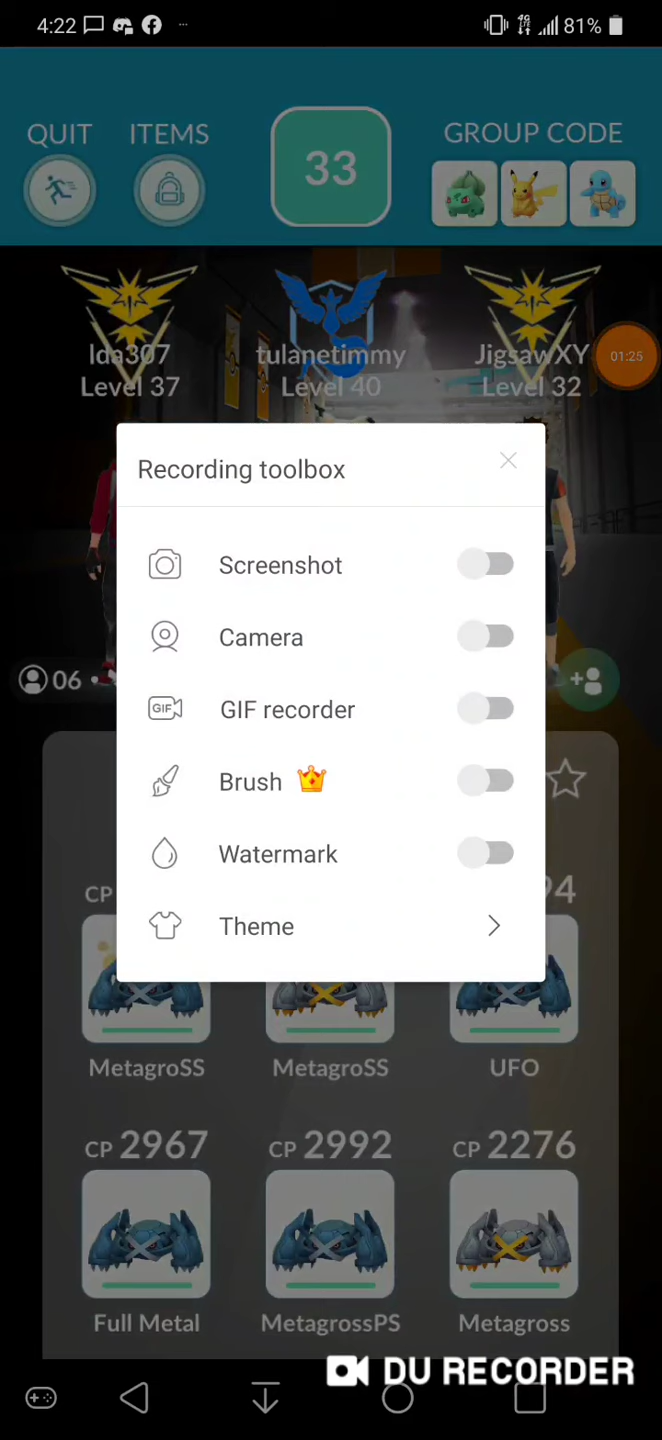 4:22
81%
QUIT ITEMS
33
GROUP CODE
lda307
Level 37
tulanetimmy
Level 40
JigsawXY
Level 32
01:25
Recording toolbox
Screenshot
Camera
GIF recorder
GIF
Brush
Watermark
Theme
06
CP
94
MetagroSS
MetagroSS
UFO
CP 2967
CP 2992
CP 2276
Full Metal
MetagrossPS
Metagross
DU RECORDER